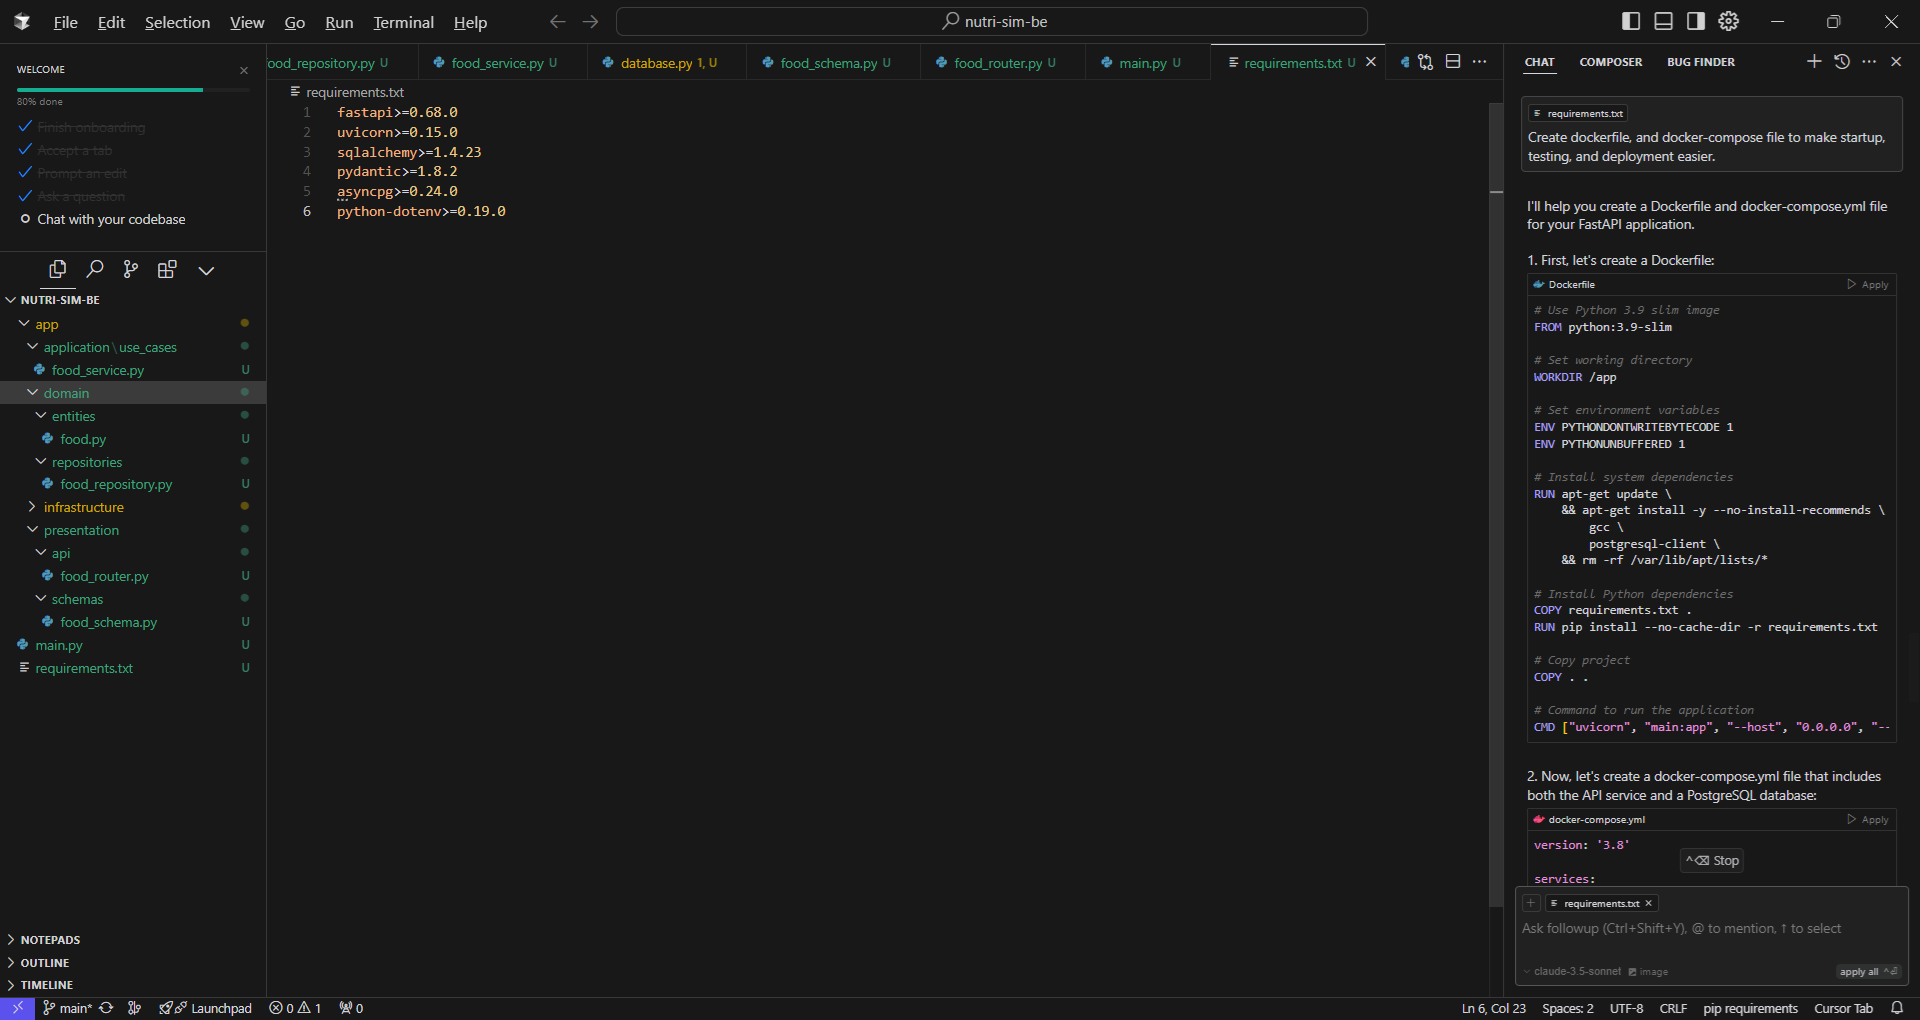 File Edit Selection View Go Run Terminal Help
nutri-sim-be
WELCOME
80% done
Finish onboarding
Accept a tab
Prompt an edit
Ask a question
Chat with your codebase
NUTRI-SIM-BE
app
application\use_cases
food_service.py U
domain
entities
food.py U
repositories
food_repository.py U
infrastructure
presentation
api
food_router.py U
schemas
food_schema.py U
main.py U
requirements.txt U
NOTEPADS
OUTLINE
TIMELINE
ood_repository.py U food_service.py U database.py 1, U food_schema.py U food_router.py U main.py U requirements.txt U
requirements.txt
1 fastapi>=0.68.0
2 uvicorn>=0.15.0
3 sqlalchemy>=1.4.23
4 pydantic>=1.8.2
5 asyncpg>=0.24.0
6 python-dotenv>=0.19.0
CHAT COMPOSER BUG FINDER
requirements.txt
Create dockerfile, and docker-compose file to make startup,
testing, and deployment easier.
I'll help you create a Dockerfile and docker-compose.yml file
for your FastAPI application.
1. First, let's create a Dockerfile:
Dockerfile Apply
# Use Python 3.9 slim image
FROM python:3.9-slim
# Set working directory
WORKDIR /app
# Set environment variables
ENV PYTHONDONTWRITEBYTECODE 1
ENV PYTHONUNBUFFERED 1
# Install system dependencies
RUN apt-get update \
&& apt-get install -y --no-install-recommends \
gcc \
postgresql-client \
&& rm -rf /var/lib/apt/lists/*
# Install Python dependencies
COPY requirements.txt .
RUN pip install --no-cache-dir -r requirements.txt
# Copy project
COPY . .
# Command to run the application
CMD ["uvicorn", "main:app", "--host", "0.0.0.0", "--
2. Now, let's create a docker-compose.yml file that includes
both the API service and a PostgreSQL database:
docker-compose.yml Apply
version: '3.8'
Stop
services:
requirements.txt
Ask followup (Ctrl+Shift+Y), @ to mention, ↑ to select
claude-3.5-sonnet image apply all
main* Launchpad 0 1 0 Ln 6, Col 23 Spaces: 2 UTF-8 CRLF pip requirements Cursor Tab